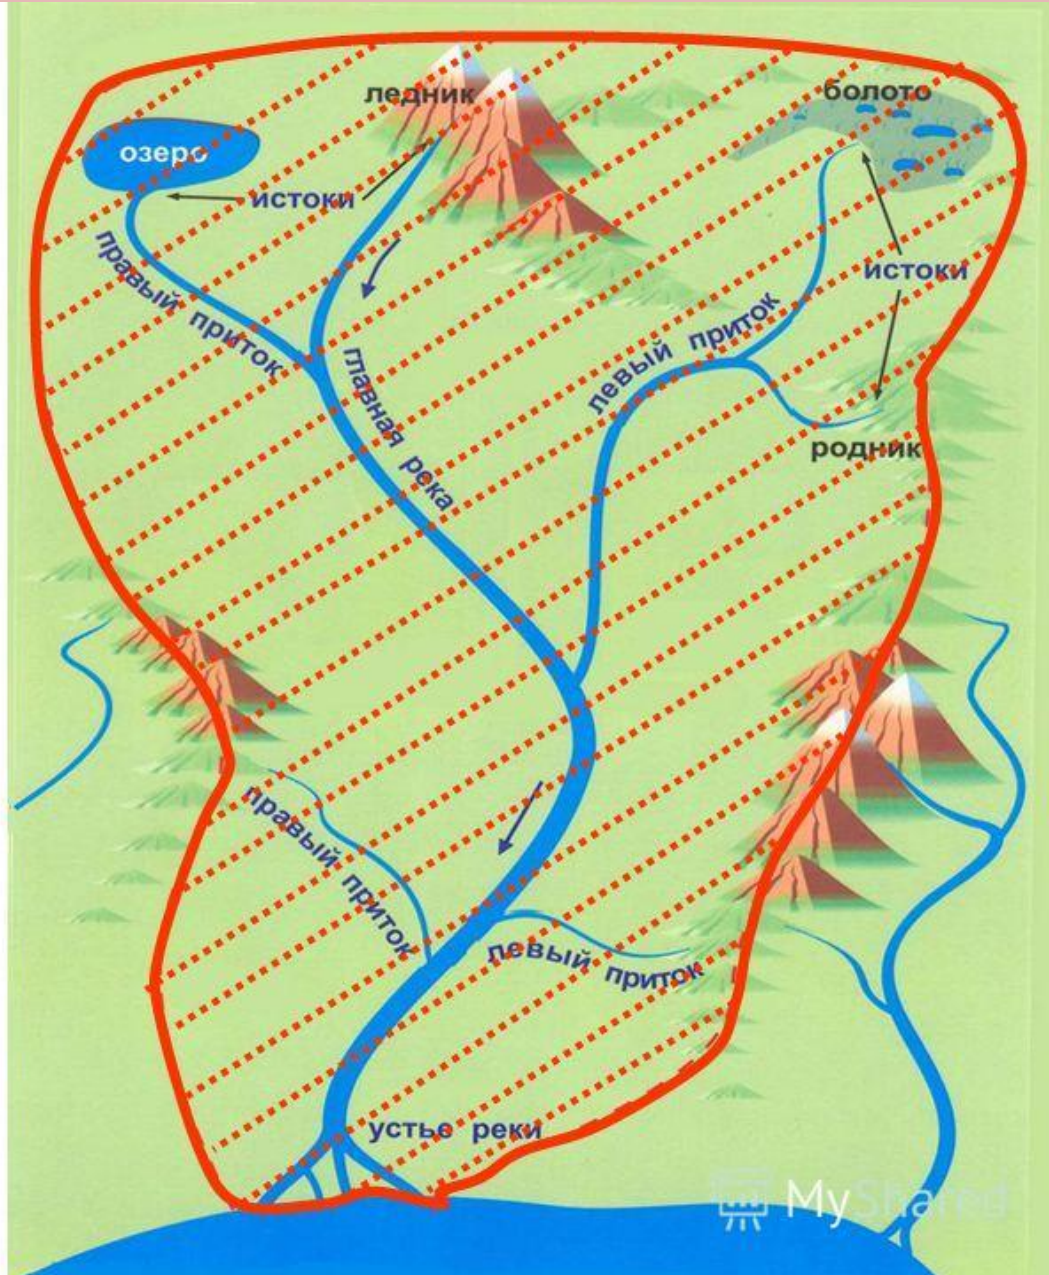 ледник
болото
озеро
истоки
истоки
правый приток
главная река
левый приток
родник
правый приток
левый приток
устье реки
MyShared